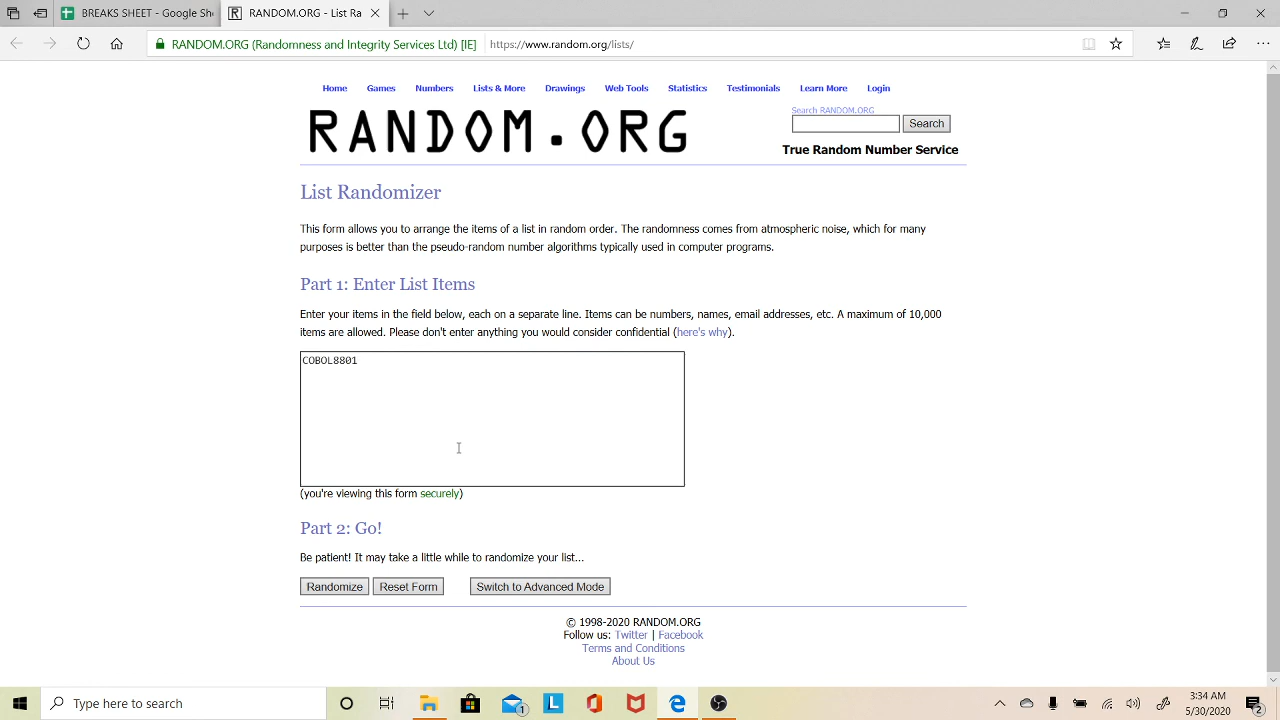 BREAKS SHEET - Google Sh
RANDOM.ORG
RANDOM.ORG (Randomness and Integrity Services Ltd) [IE]
https://www.random.org/lists/
Home Games Numbers Lists & More Drawings Web Tools Statistics Testimonials Learn More Login
RANDOM.ORG
Search RANDOM.ORG
Search
True Random Number Service
List Randomizer
This form allows you to arrange the items of a list in random order. The randomness comes from atmospheric noise, which for many
purposes is better than the pseudo-random number algorithms typically used in computer programs.
Part 1: Enter List Items
Enter your items in the field below, each on a separate line. Items can be numbers, names, email addresses, etc. A maximum of 10,000
items are allowed. Please don't enter anything you would consider confidential (here's why).
COBOL8801
(you're viewing this form securely)
Part 2: Go!
Be patient! It may take a little while to randomize your list...
Randomize Reset Form Switch to Advanced Mode
© 1998-2020 RANDOM.ORG
Follow us: Twitter | Facebook
Terms and Conditions
About Us
Type here to search
L
1
3:34 AM
5/30/2020
2